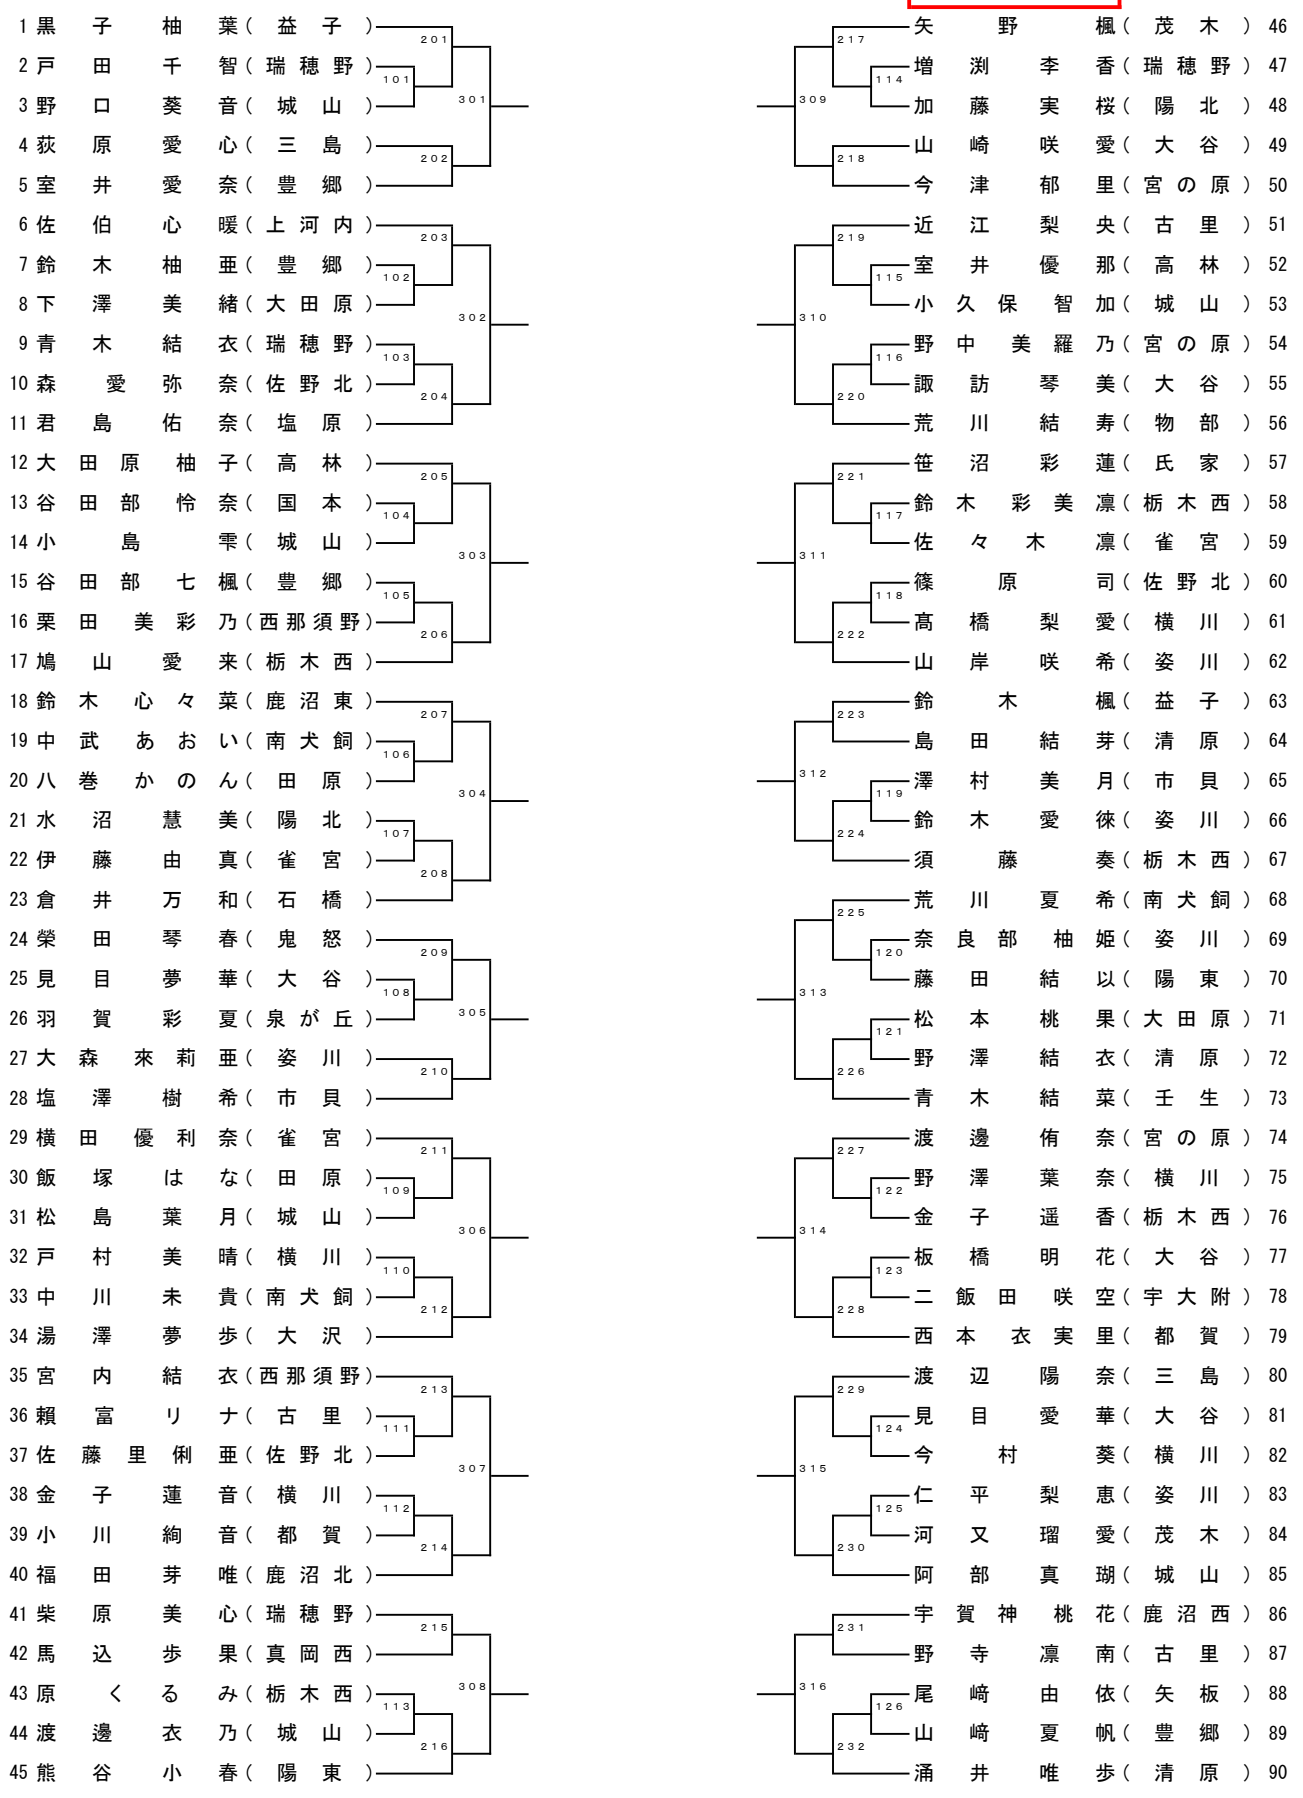 1 黒子柚葉(益子)
201
2 戸田千智(瑞穂野)
101
3 野口葵音(城山)
301
4 荻原愛心(三島)
202
5 室井愛奈(豊郷)
6 佐伯心暖(上河内)
203
7 鈴木柚亜(豊郷)
102
8 下澤美緒(大田原)
302
9 青木結衣(瑞穂野)
103
10 森愛弥奈(佐野北)
204
11 君島佑奈(塩原)
12 大田原柚子(高林)
205
13 谷田部怜奈(国本)
104
14 小島雫(城山)
303
15 谷田部七楓(豊郷)
105
16 栗田美彩乃(西那須野)
206
17 鳩山愛来(栃木西)
18 鈴木心々菜(鹿沼東)
207
19 中武あおい(南犬飼)
106
20 八巻かのん(田原)
304
21 水沼慧美(陽北)
107
22 伊藤由真(雀宮)
208
23 倉井万和(石橋)
24 榮田琴春(鬼怒)
209
25 見目夢華(大谷)
108
26 羽賀彩夏(泉が丘)
305
27 大森來莉亜(姿川)
210
28 塩澤樹希(市貝)
29 横田優利奈(雀宮)
211
30 飯塚はな(田原)
109
31 松島葉月(城山)
306
32 戸村美晴(横川)
110
33 中川未貴(南犬飼)
212
34 湯澤夢歩(大沢)
35 宮内結衣(西那須野)
213
36 賴富リナ(古里)
111
37 佐藤里俐亜(佐野北)
307
38 金子蓮音(横川)
112
39 小川絢音(都賀)
214
40 福田芽唯(鹿沼北)
41 柴原美心(瑞穂野)
215
42 馬込歩果(真岡西)
308
43 原くるみ(栃木西)
113
44 渡邊衣乃(城山)
216
45 熊谷小春(陽東)
矢野楓(茂木) 46
217
増渕李香(瑞穂野) 47
114
加藤実桜(陽北) 48
309
山崎咲愛(大谷) 49
218
今津郁里(宮の原) 50
近江梨央(古里) 51
219
室井優那(高林) 52
115
小久保智加(城山) 53
310
野中美羅乃(宮の原) 54
116
諏訪琴美(大谷) 55
220
荒川結寿(物部) 56
笹沼彩蓮(氏家) 57
221
鈴木彩美凛(栃木西) 58
117
佐々木凛(雀宮) 59
311
篠原司(佐野北) 60
118
髙橋梨愛(横川) 61
222
山岸咲希(姿川) 62
鈴木楓(益子) 63
223
島田結芽(清原) 64
312
澤村美月(市貝) 65
119
鈴木愛徠(姿川) 66
224
須藤奏(栃木西) 67
荒川夏希(南犬飼) 68
225
奈良部柚姫(姿川) 69
120
藤田結以(陽東) 70
313
松本桃果(大田原) 71
121
野澤結衣(清原) 72
226
青木結菜(壬生) 73
渡邊侑奈(宮の原) 74
227
野澤葉奈(横川) 75
122
金子遥香(栃木西) 76
314
板橋明花(大谷) 77
123
二飯田咲空(宇大附) 78
228
西本衣実里(都賀) 79
渡辺陽奈(三島) 80
229
見目愛華(大谷) 81
124
今村葵(横川) 82
315
仁平梨恵(姿川) 83
125
河又瑠愛(茂木) 84
230
阿部真瑚(城山) 85
宇賀神桃花(鹿沼西) 86
231
野寺凛南(古里) 87
316
尾﨑由依(矢板) 88
126
山﨑夏帆(豊郷) 89
232
涌井唯歩(清原) 90